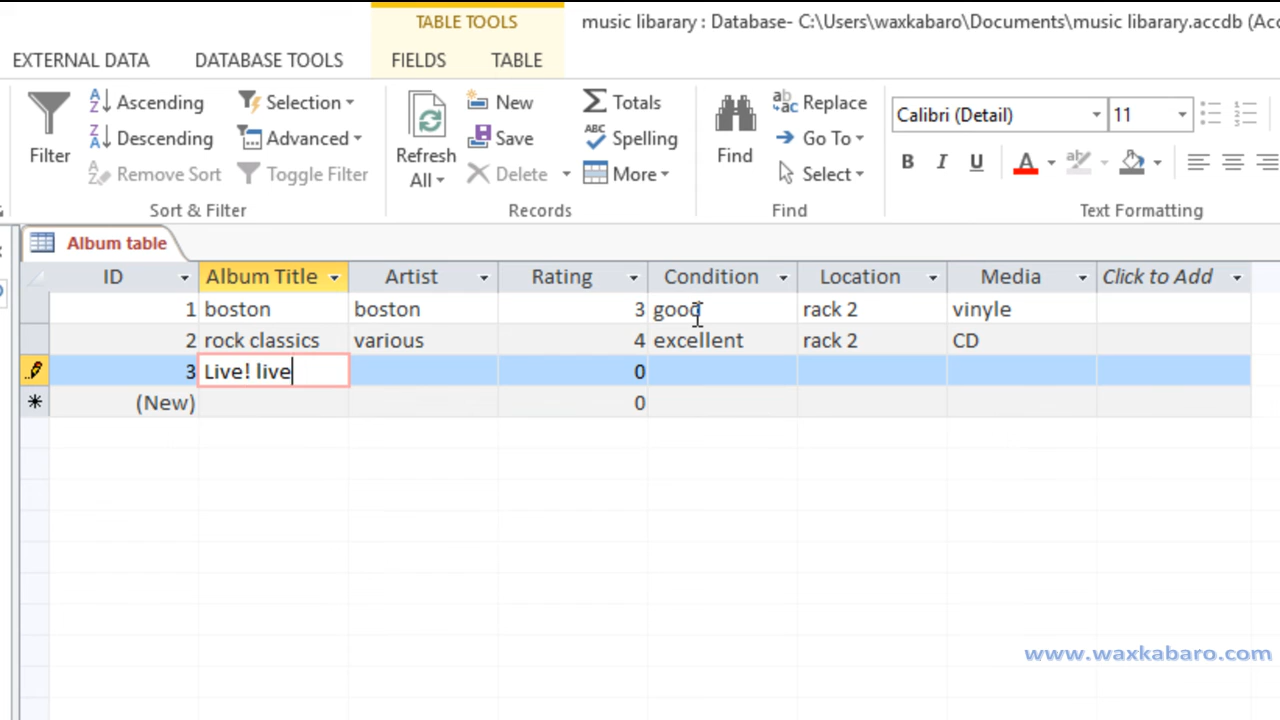 TABLE TOOLS
music libarary : Database- C:\Users\waxkabaro\Documents\music libarary.accdb (Acc
EXTERNAL DATA DATABASE TOOLS FIELDS TABLE
Filter
Ascending
Descending
Remove Sort
Selection
Advanced
Toggle Filter
Sort & Filter
Refresh
All
New
Save
Delete
Totals
Spelling
More
Records
Find
Replace
Go To
Select
Find
Calibri (Detail) 11
B I U A
Text Formatting
Album table
ID Album Title Artist Rating Condition Location Media Click to Add
1 boston boston 3 good rack 2 vinyle
2 rock classics various 4 excellent rack 2 CD
3 Live! live 0
(New) 0
www.waxkabaro.com